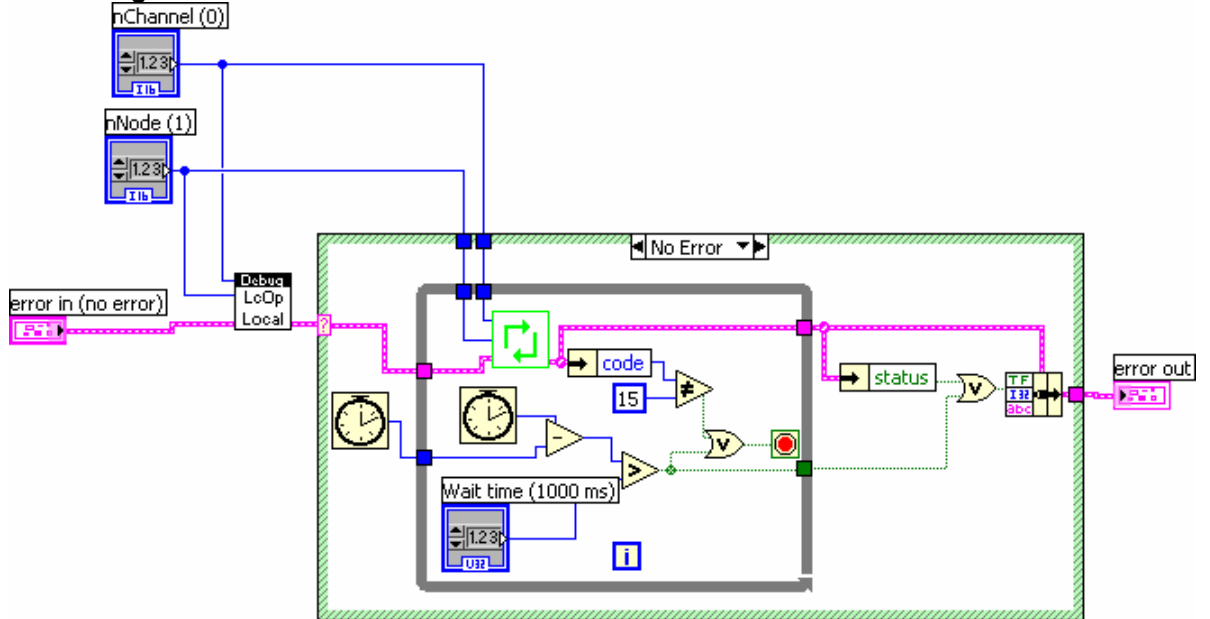 nChannel (0)
1.23
I16
nNode (1)
1.23
I16
No Error
Debug
LcOp
Local
error in (no error)
?
code
15
≠
V
-
>
Wait time (1000 ms)
1.23
U32
i
status
V
TF
I32
abc
error out